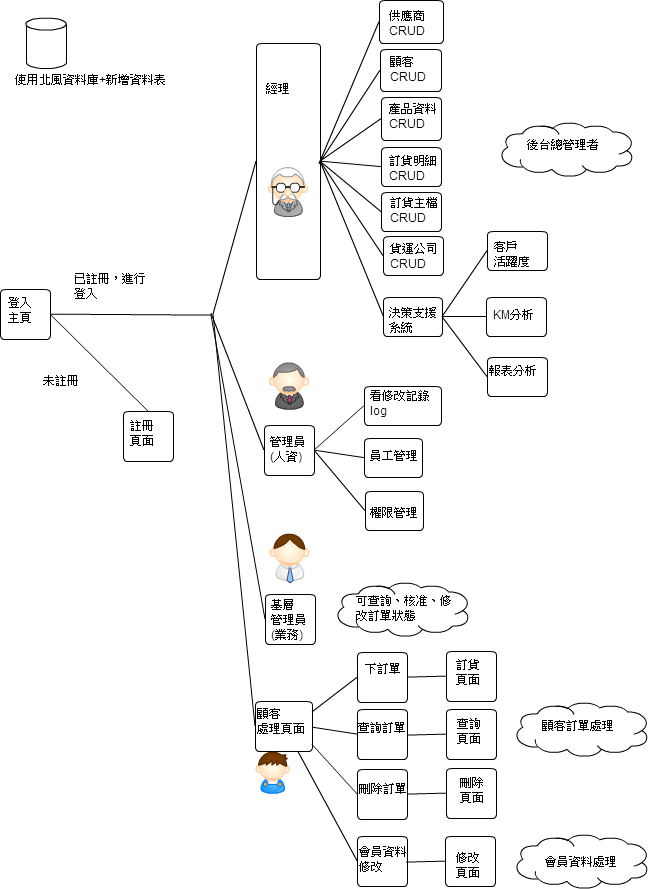 使用北風資料庫+新增資料表
登入
主頁
已註冊，進行
登入
未註冊
註冊
頁面
經理
供應商
CRUD
顧客
CRUD
產品資料
CRUD
訂貨明細
CRUD
訂貨主檔
CRUD
貨運公司
CRUD
決策支援
系統
客戶
活躍度
KM分析
報表分析
後台總管理者
管理員
(人資)
看修改記錄
log
員工管理
權限管理
基層
管理員
(業務)
可查詢、核准、修
改訂單狀態
顧客
處理頁面
下訂單
訂貨
頁面
查詢訂單
查詢
頁面
刪除訂單
刪除
頁面
會員資料
修改
修改
頁面
顧客訂單處理
會員資料處理